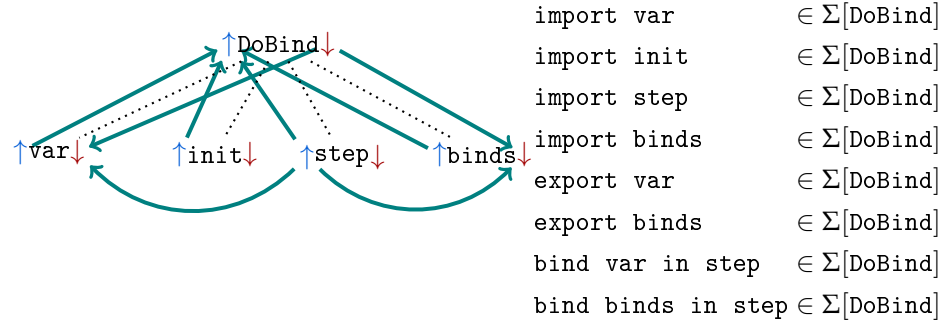 ↑DoBind↓
↑var↓ ↑init↓ ↑step↓ ↑binds↓
import var ∈ Σ[DoBind]
import init ∈ Σ[DoBind]
import step ∈ Σ[DoBind]
import binds ∈ Σ[DoBind]
export var ∈ Σ[DoBind]
export binds ∈ Σ[DoBind]
bind var in step ∈ Σ[DoBind]
bind binds in step ∈ Σ[DoBind]